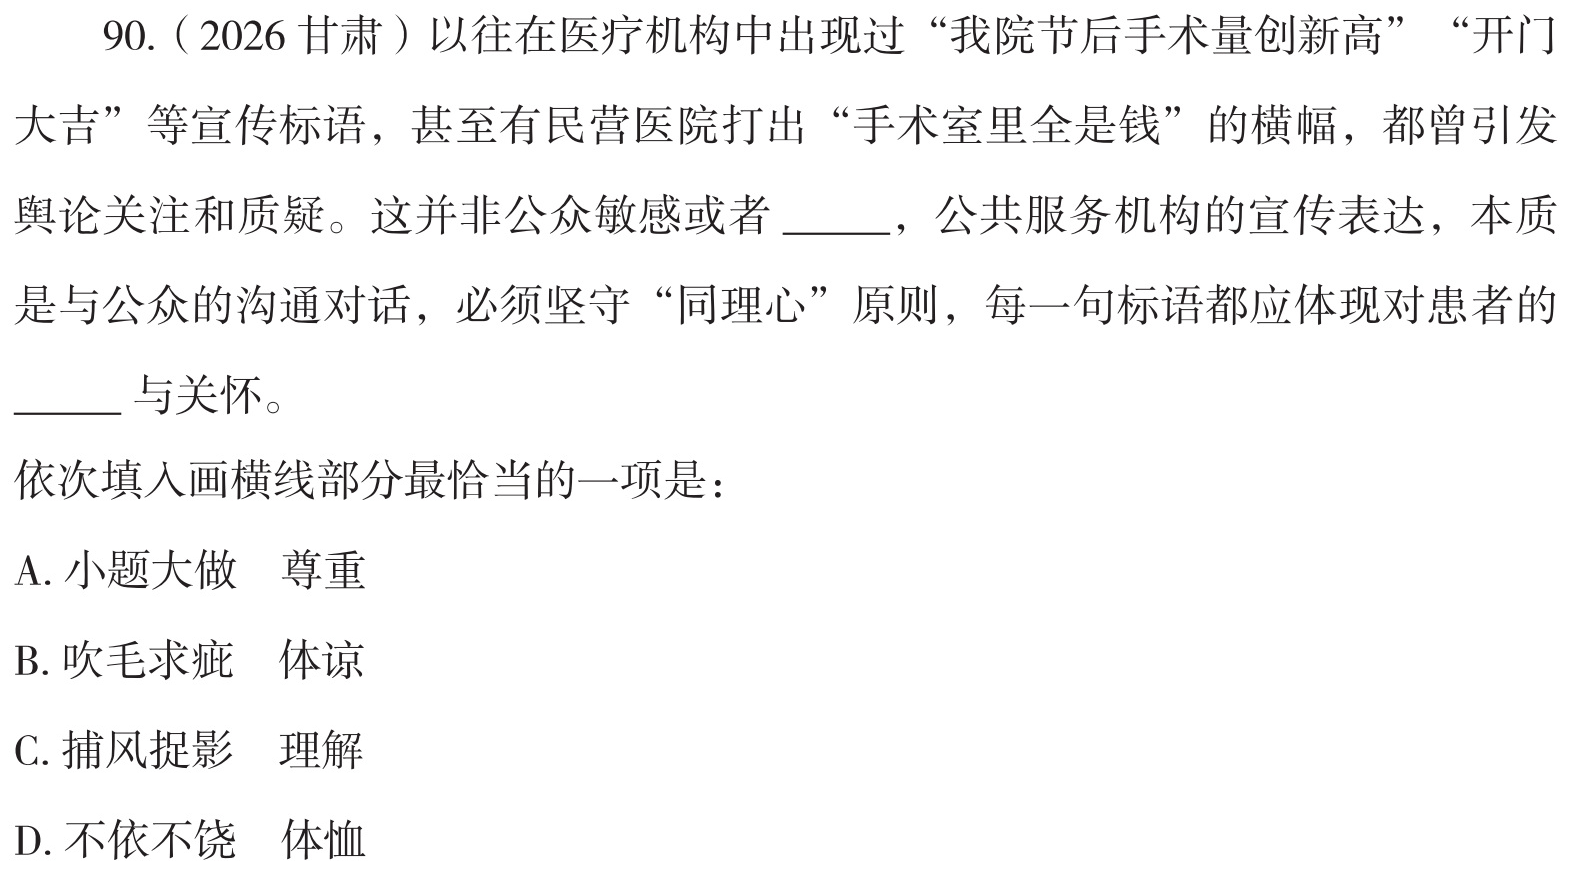 90.（2026 甘肃）以往在医疗机构中出现过“我院节后手术量创新高”“开门
大吉”等宣传标语，甚至有民营医院打出“手术室里全是钱”的横幅，都曾引发
舆论关注和质疑。这并非公众敏感或者 _____，公共服务机构的宣传表达，本质
是与公众的沟通对话，必须坚守“同理心”原则，每一句标语都应体现对患者的
_____ 与关怀。
依次填入画横线部分最恰当的一项是：
A. 小题大做　尊重
B. 吹毛求疵　体谅
C. 捕风捉影　理解
D. 不依不饶　体恤